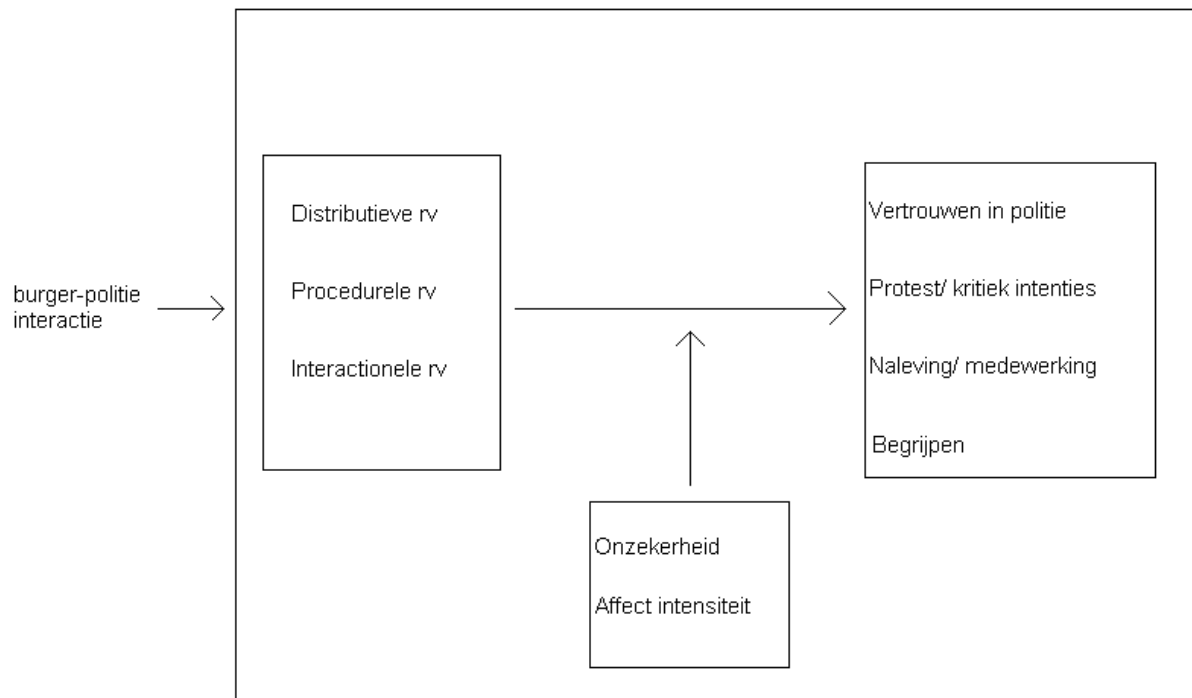 burger-politie
interactie
Distributieve rv
Procedurele rv
Interactionele rv
Vertrouwen in politie
Protest/ kritiek intenties
Naleving/ medewerking
Begrijpen
Onzekerheid
Affect intensiteit